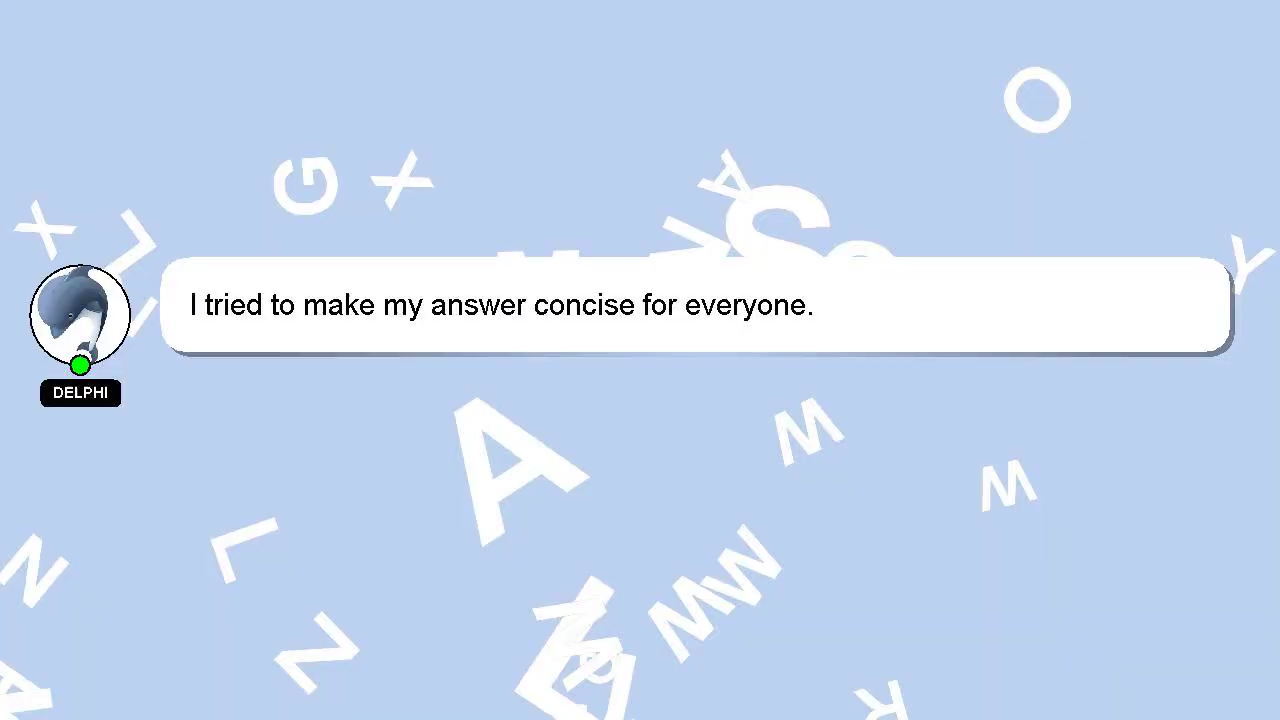 I tried to make my answer concise for everyone.
DELPHI
O
G
X
A
S
X
L
Y
A
W
W
L
N
Z
W
W
R